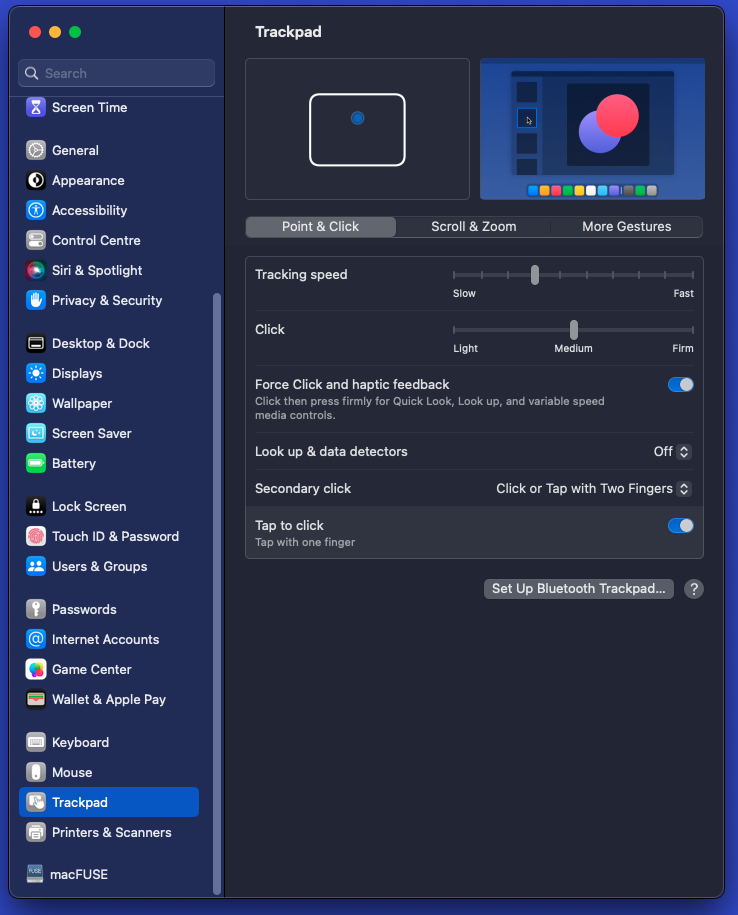 Trackpad
Search
Screen Time
General
Appearance
Accessibility
Control Centre
Siri & Spotlight
Privacy & Security
Desktop & Dock
Displays
Wallpaper
Screen Saver
Battery
Lock Screen
Touch ID & Password
Users & Groups
Passwords
Internet Accounts
Game Center
Wallet & Apple Pay
Keyboard
Mouse
Trackpad
Printers & Scanners
FUSE
macFUSE
Point & Click
Scroll & Zoom
More Gestures
Tracking speed
Slow
Fast
Click
Light
Medium
Firm
Force Click and haptic feedback
Click then press firmly for Quick Look, Look up, and variable speed
media controls.
Look up & data detectors
Off
Secondary click
Click or Tap with Two Fingers
Tap to click
Tap with one finger
Set Up Bluetooth Trackpad...
?